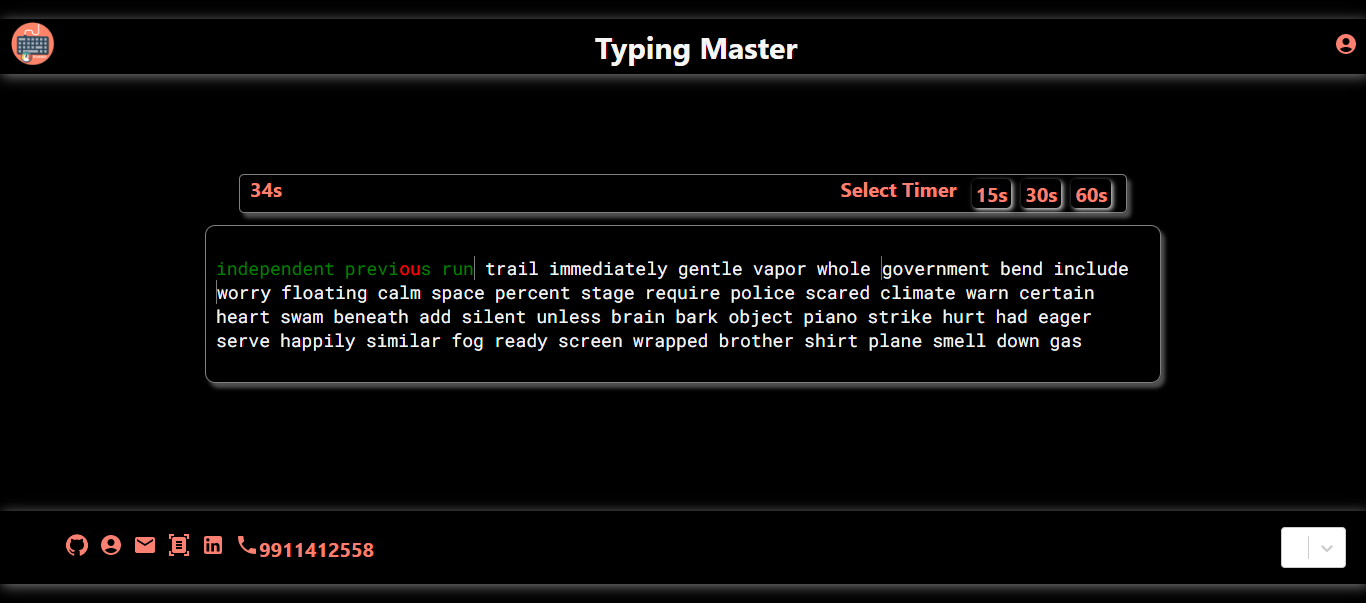 Typing Master
34s
Select Timer 15s 30s 60s
independent previous run trail immediately gentle vapor whole government bend include
worry floating calm space percent stage require police scared climate warn certain
heart swam beneath add silent unless brain bark object piano strike hurt had eager
serve happily similar fog ready screen wrapped brother shirt plane smell down gas
9911412558